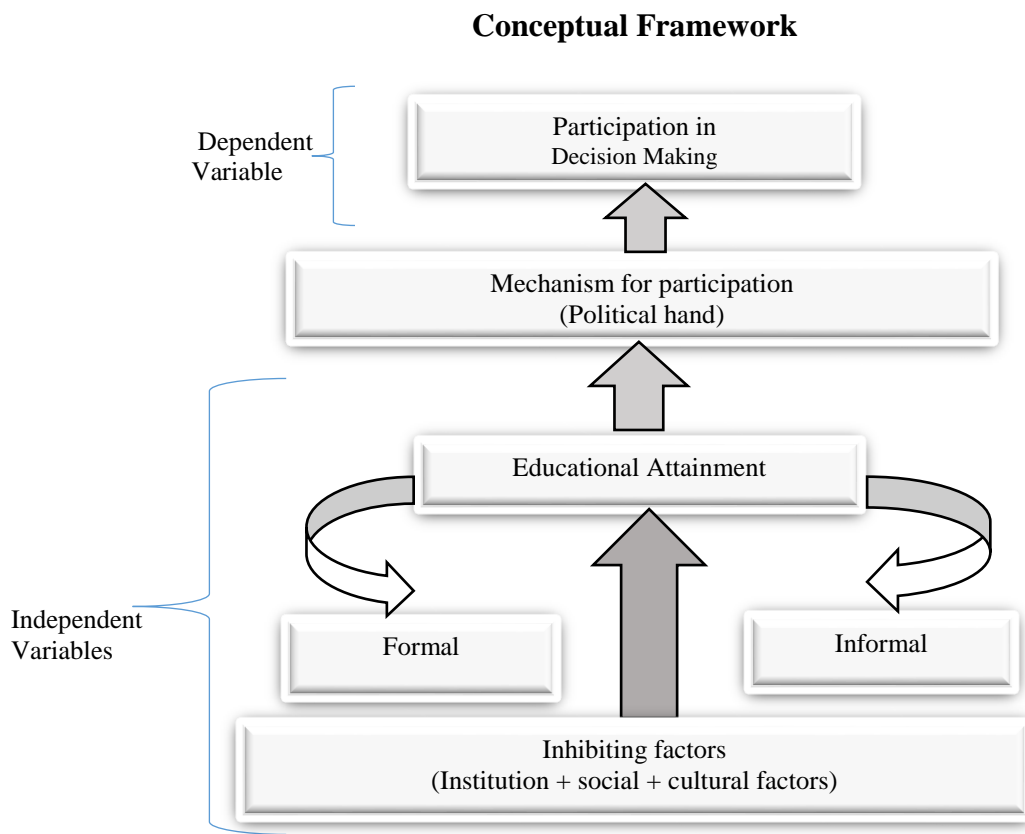 Conceptual Framework
Participation in
Decision Making
Dependent
Variable
Mechanism for participation
(Political hand)
Educational Attainment
Formal
Informal
Independent
Variables
Inhibiting factors
(Institution + social + cultural factors)